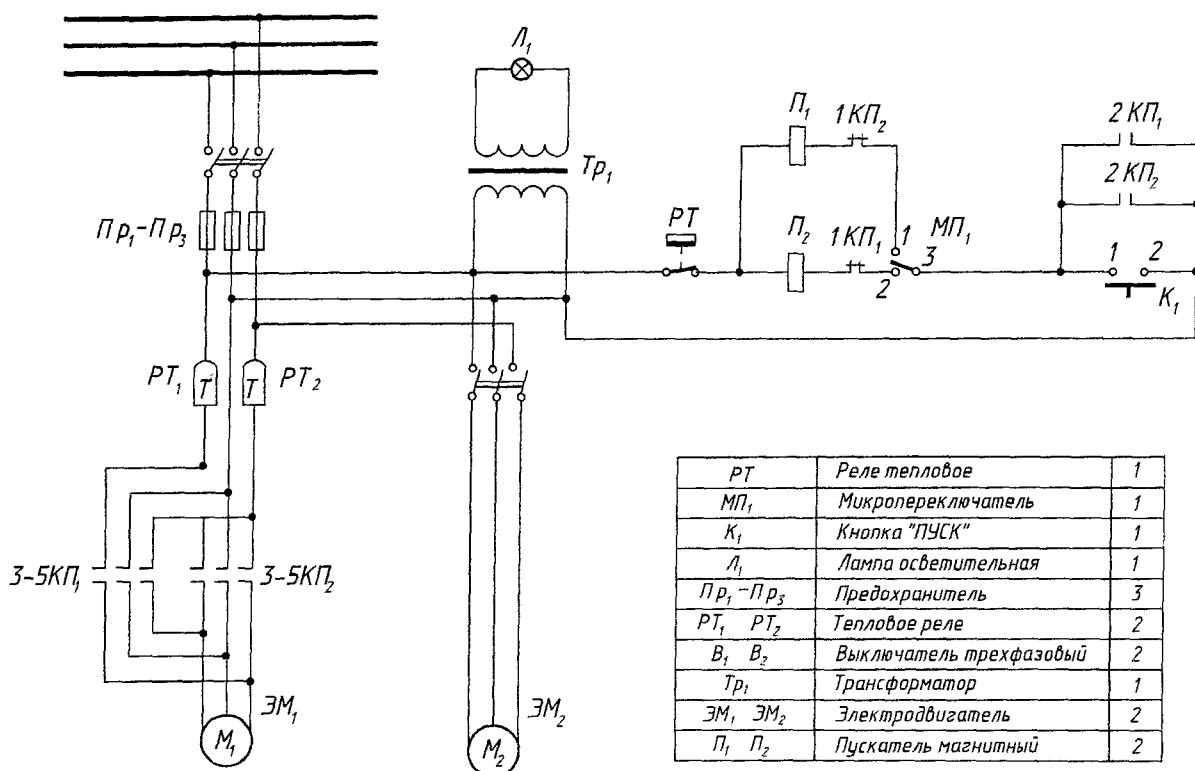 Л₁
П₁
1КП₂
2КП₁
Тр₁
2КП₂
Пр₁-Пр₃
РТ
П₂
1КП₁
1
МП₁
3
2
1
2
К₁
РТ₁
Т
Т
РТ₂
3-5КП₁
3-5КП₂
ЭМ₁
М₁
ЭМ₂
М₂
РТ Реле тепловое 1
МП₁ Микропереключатель 1
К₁ Кнопка "ПУСК" 1
Л₁ Лампа осветительная 1
Пр₁-Пр₃ Предохранитель 3
РТ₁ РТ₂ Тепловое реле 2
В₁ В₂ Выключатель трехфазовый 2
Тр₁ Трансформатор 1
ЭМ₁ ЭМ₂ Электродвигатель 2
П₁ П₂ Пускатель магнитный 2